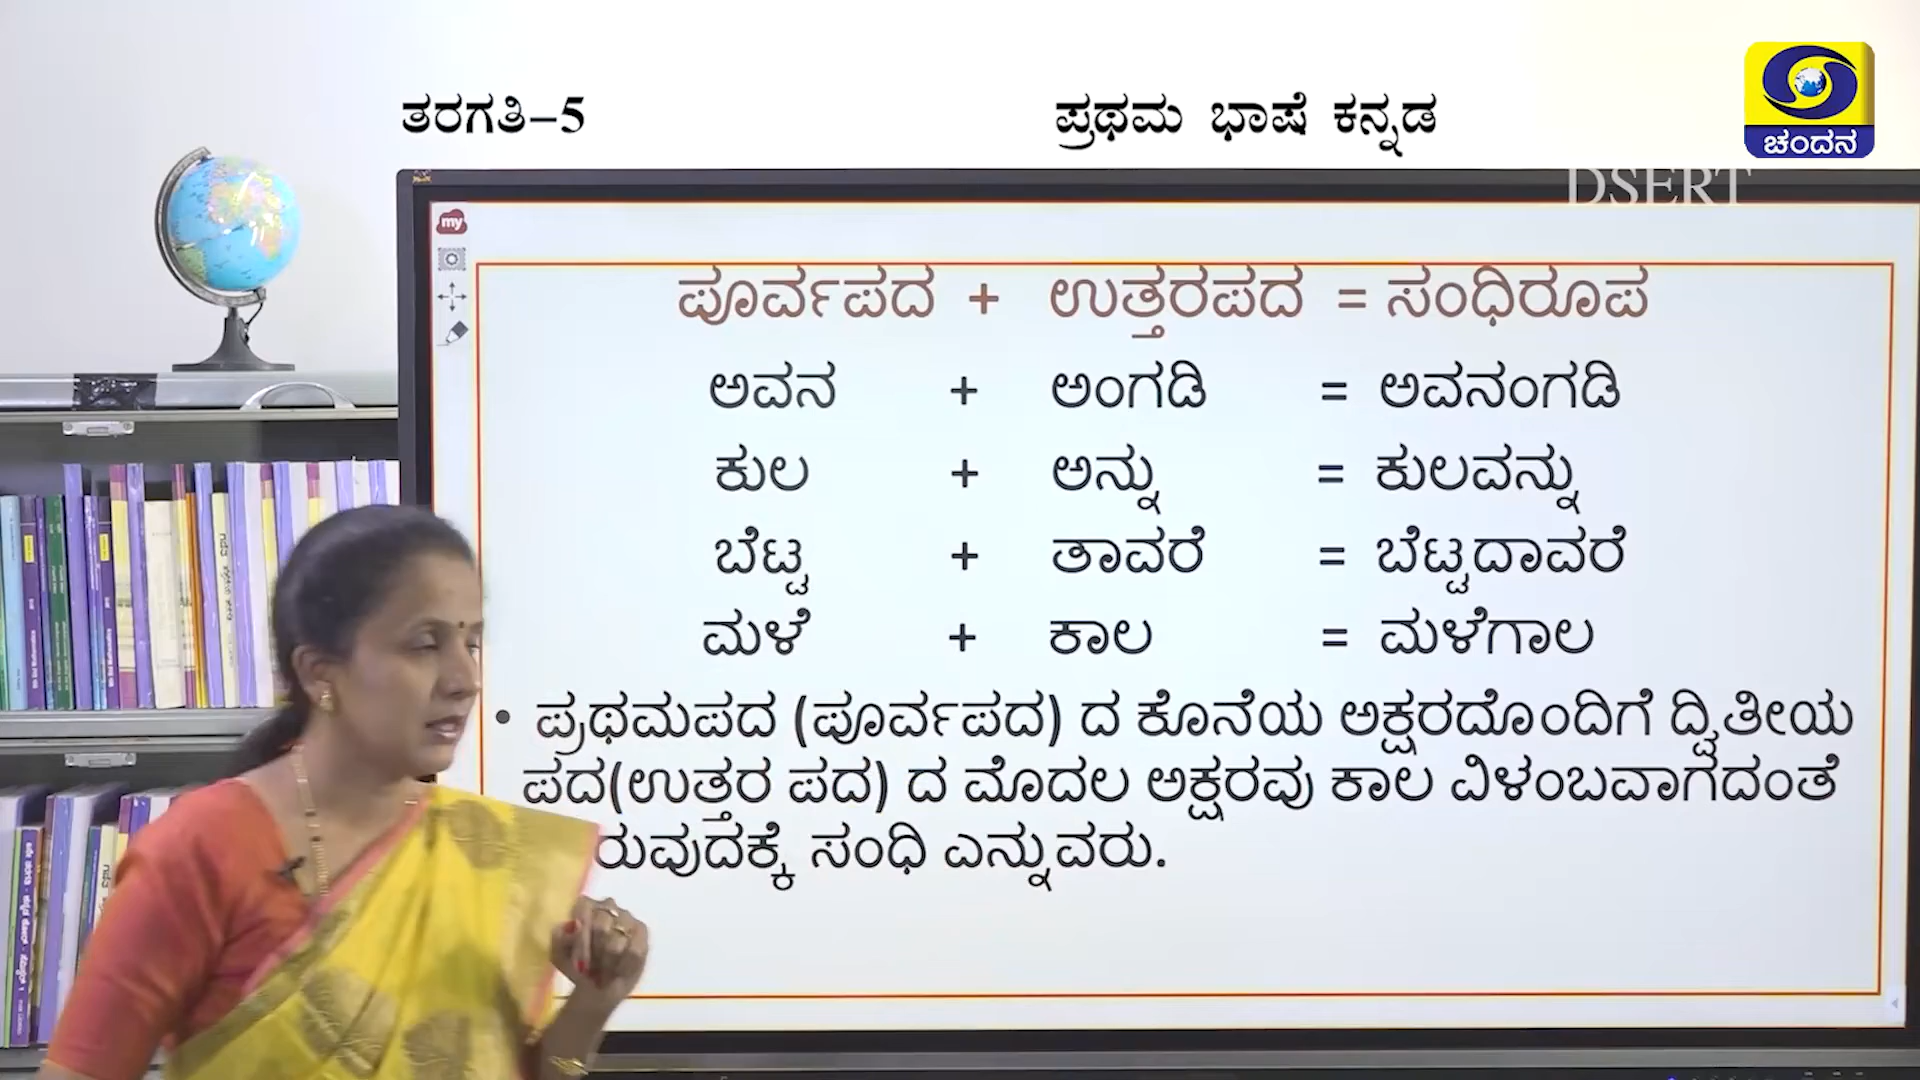 ತರಗತಿ-5 ಪ್ರಥಮ ಭಾಷೆ ಕನ್ನಡ
ಚಂದನ
DSERT
my
ಪೂರ್ವಪದ + ಉತ್ತರಪದ = ಸಂಧಿರೂಪ
ಅವನ + ಅಂಗಡಿ = ಅವನಂಗಡಿ
ಕುಲ + ಅನ್ನು = ಕುಲವನ್ನು
ಬೆಟ್ಟ + ತಾವರೆ = ಬೆಟ್ಟದಾವರೆ
ಮಳೆ + ಕಾಲ = ಮಳೆಗಾಲ
• ಪ್ರಥಮಪದ (ಪೂರ್ವಪದ) ದ ಕೊನೆಯ ಅಕ್ಷರದೊಂದಿಗೆ ದ್ವಿತೀಯ
ಪದ(ಉತ್ತರ ಪದ) ದ ಮೊದಲ ಅಕ್ಷರವು ಕಾಲ ವಿಳಂಬವಾಗದಂತೆ
ಸಂಧಿ ಎನ್ನುವರು.